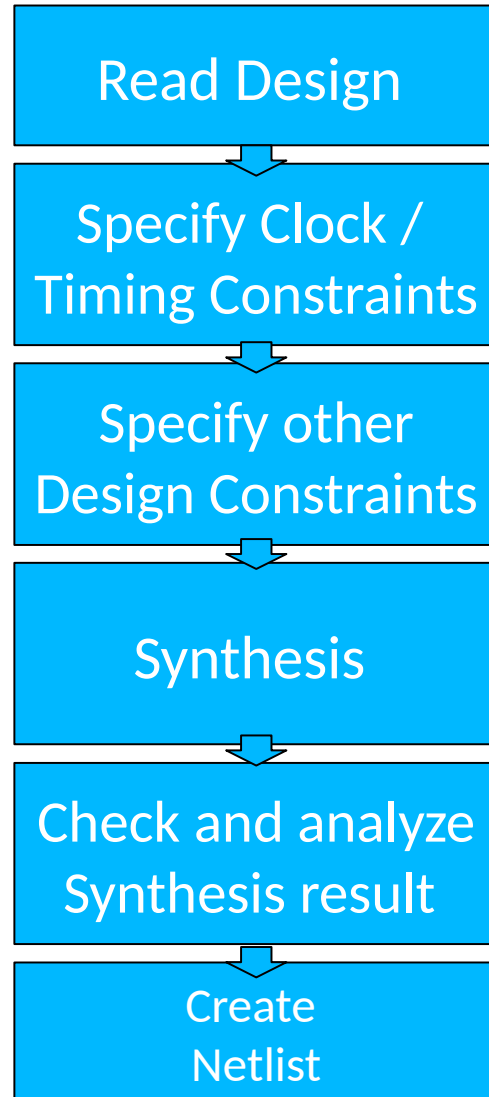 Read Design
Specify Clock /
Timing Constraints
Specify other
Design Constraints
Synthesis
Check and analyze
Synthesis result
Create
Netlist